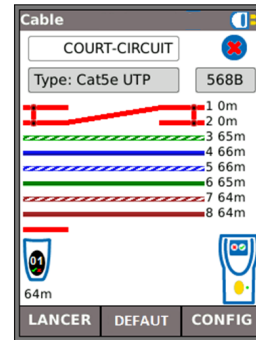 Cable
COURT-CIRCUIT
Type: Cat5e UTP
568B
1 0m
2 0m
3 65m
4 66m
5 66m
6 65m
7 64m
8 64m
01
64m
LANCER
DEFAUT
CONFIG